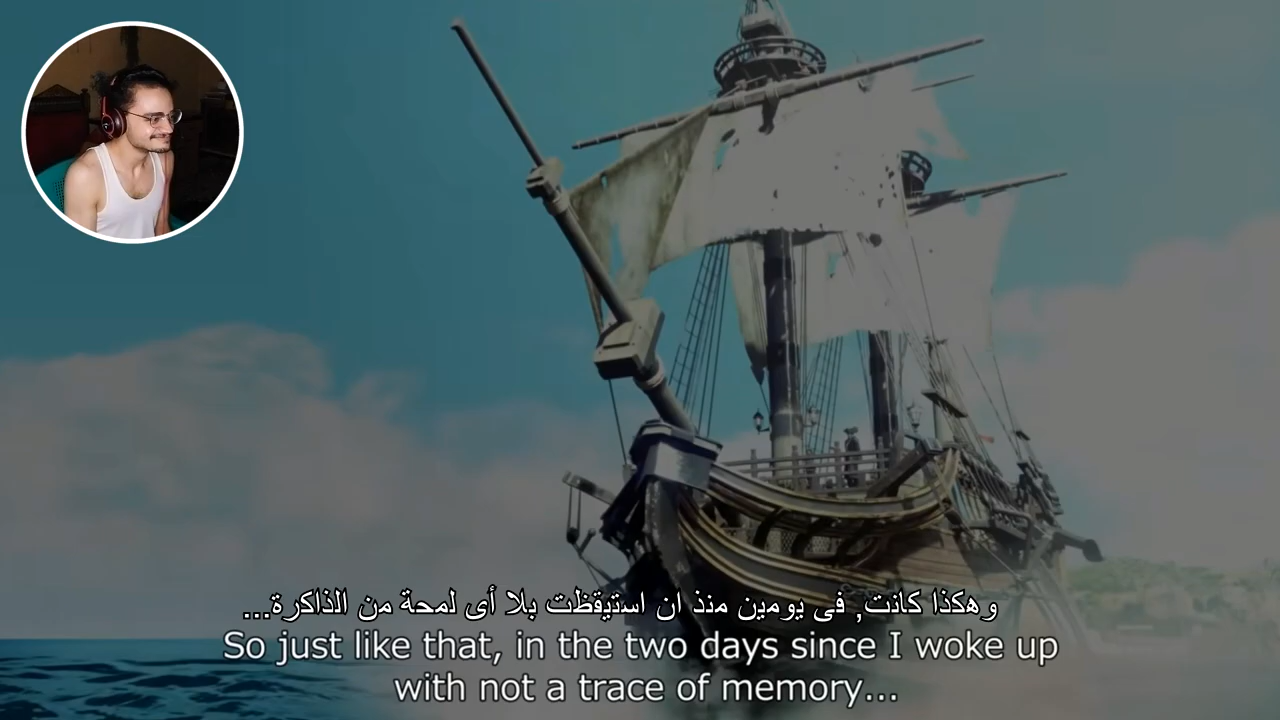 وهكذا كانت, فى يومين منذ ان استيقظت بلا أى لمحة من الذاكرة...
So just like that, in the two days since I woke up
with not a trace of memory...